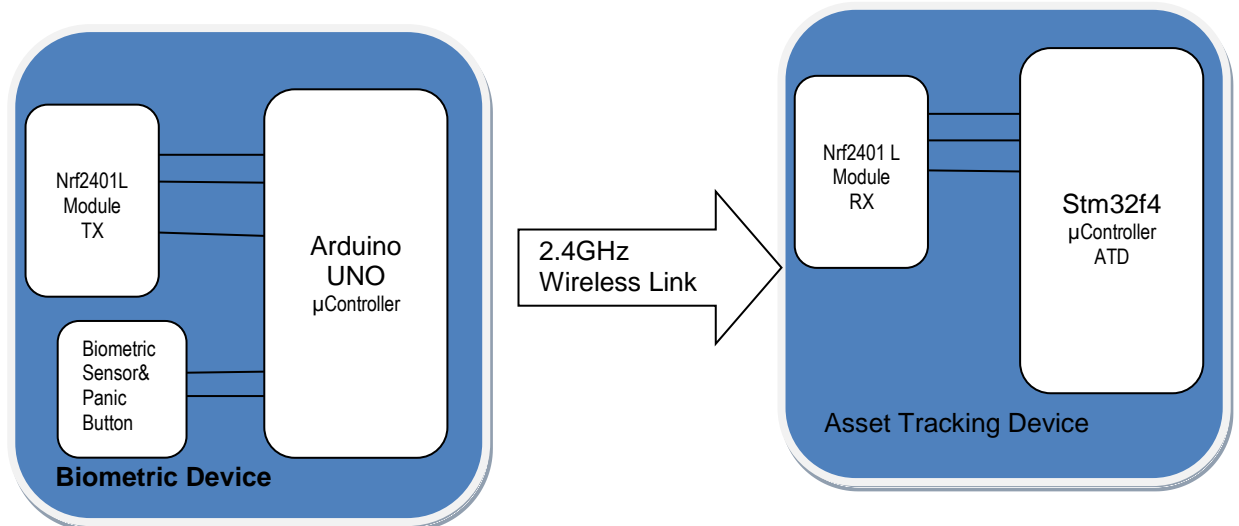 Nrf2401L
Module
TX
Arduino
UNO
µController
Biometric
Sensor&
Panic
Button
Biometric Device
2.4GHz
Wireless Link
Nrf2401 L
Module
RX
Stm32f4
µController
ATD
Asset Tracking Device